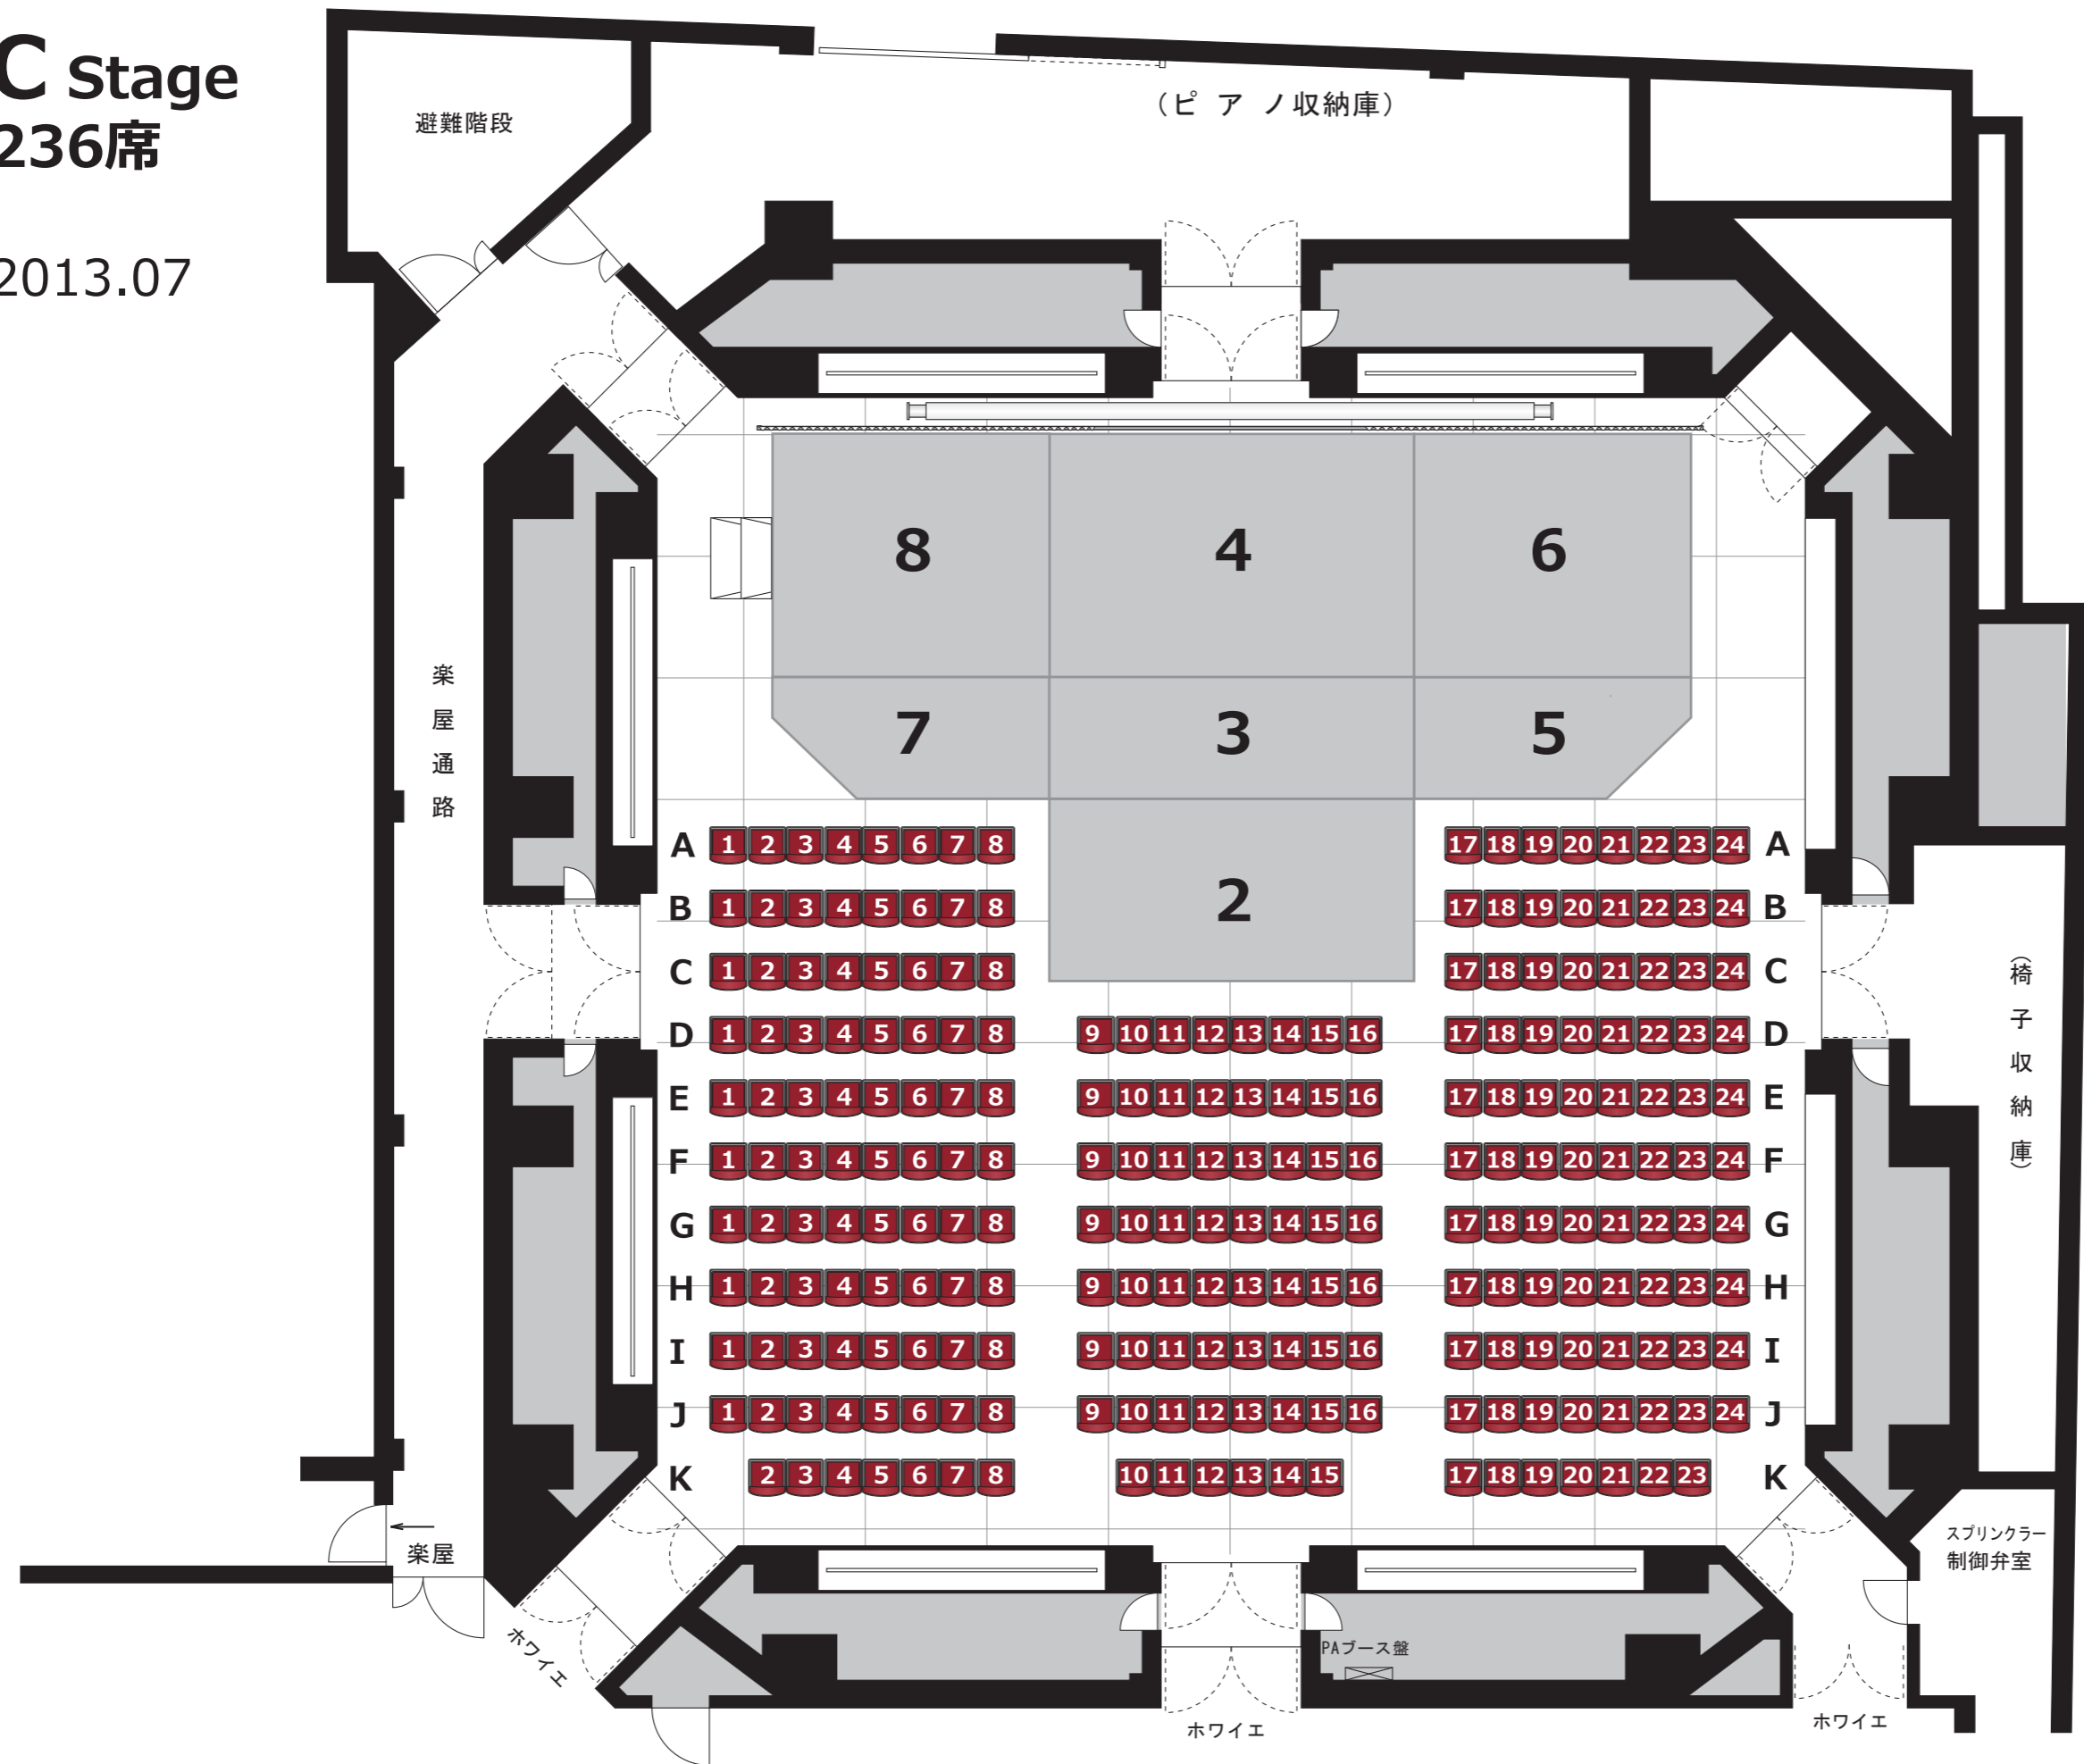 C Stage
236席
2013.07
避難階段
(ピ ア ノ収納庫)
楽屋通路
8 4 6
7 3 5
2
A 1 2 3 4 5 6 7 8 17 18 19 20 21 22 23 24 A
B 1 2 3 4 5 6 7 8 17 18 19 20 21 22 23 24 B
C 1 2 3 4 5 6 7 8 17 18 19 20 21 22 23 24 C
D 1 2 3 4 5 6 7 8 9 10 11 12 13 14 15 16 17 18 19 20 21 22 23 24 D
E 1 2 3 4 5 6 7 8 9 10 11 12 13 14 15 16 17 18 19 20 21 22 23 24 E
F 1 2 3 4 5 6 7 8 9 10 11 12 13 14 15 16 17 18 19 20 21 22 23 24 F
G 1 2 3 4 5 6 7 8 9 10 11 12 13 14 15 16 17 18 19 20 21 22 23 24 G
H 1 2 3 4 5 6 7 8 9 10 11 12 13 14 15 16 17 18 19 20 21 22 23 24 H
I 1 2 3 4 5 6 7 8 9 10 11 12 13 14 15 16 17 18 19 20 21 22 23 24 I
J 1 2 3 4 5 6 7 8 9 10 11 12 13 14 15 16 17 18 19 20 21 22 23 24 J
K 2 3 4 5 6 7 8 10 11 12 13 14 15 17 18 19 20 21 22 23 K
(椅子収納庫)
楽屋
スプリンクラー
制御弁室
ホワイエ
PAブース盤
ホワイエ
ホワイエ